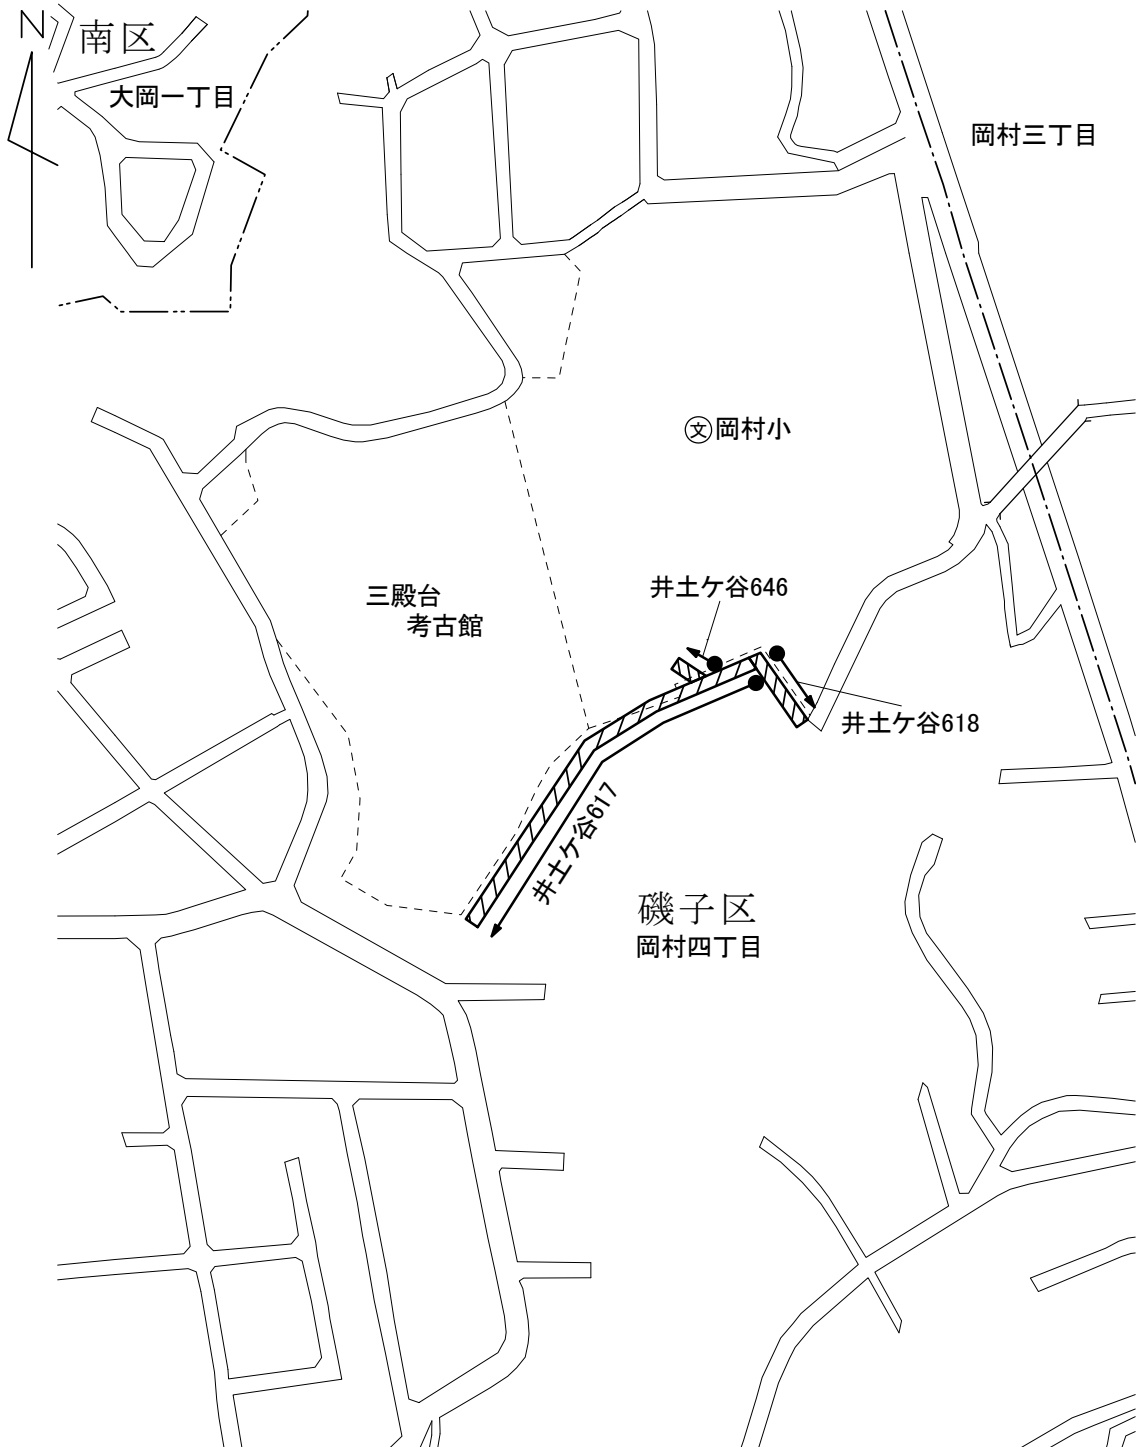 N
南区
大岡一丁目
岡村三丁目
文岡村小
三殿台
考古館
井土ケ谷646
井土ケ谷618
井土ケ谷617
磯子区
岡村四丁目